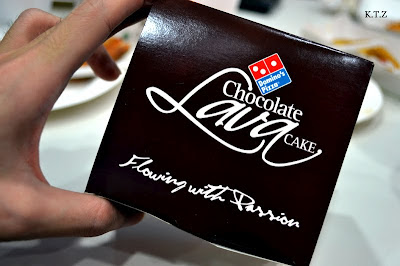 K.T.Z
Domino's
Pizza
Chocolate
Lava
CAKE
Flowing with Passion